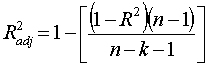 R²adj = 1 − [ (1 − R²)(n − 1) / n − k − 1 ]